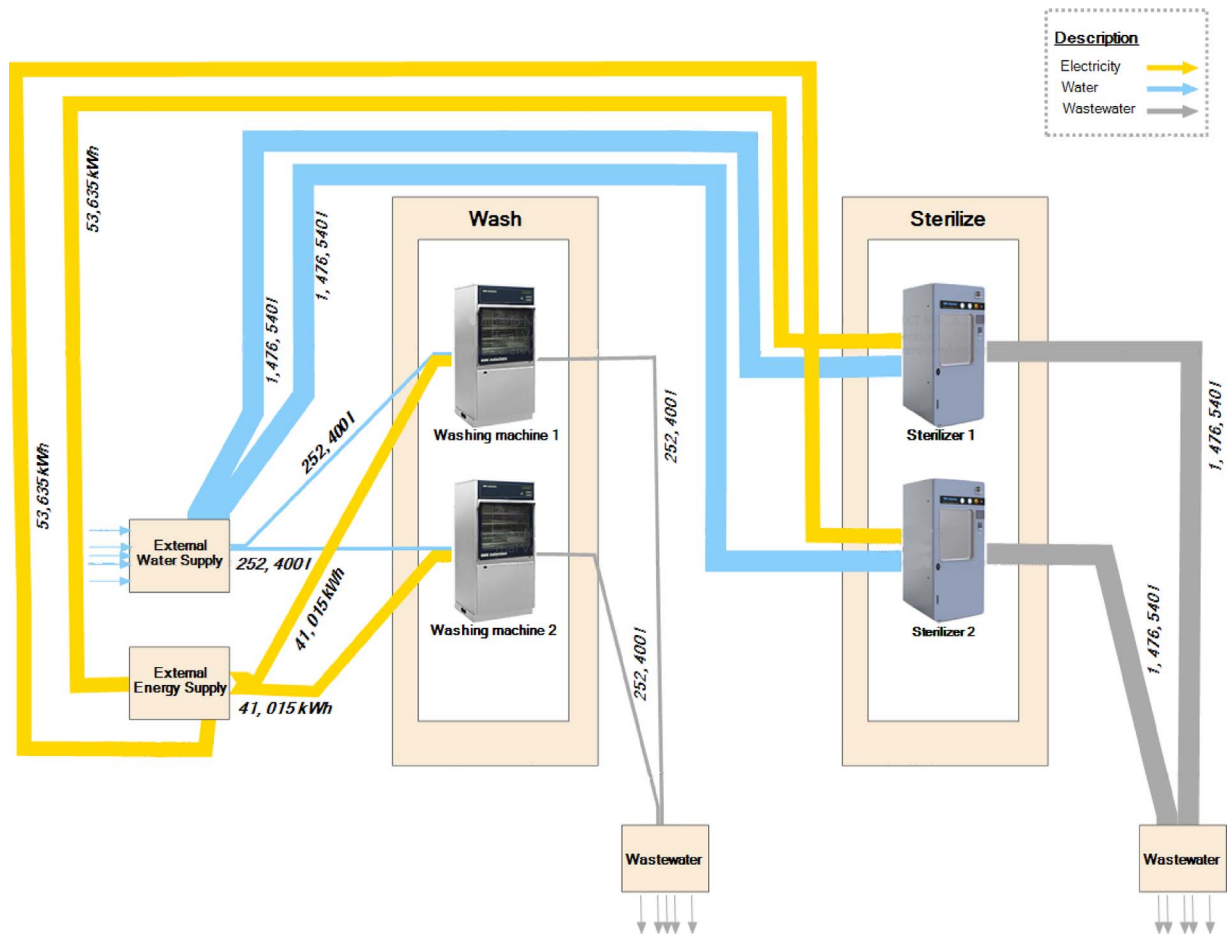 Description
Electricity
Water
Wastewater
Wash
Sterilize
53,635 kWh
53,635 kWh
1, 476, 540 l
1, 476, 540 l
252, 400 l
252, 400 l
41, 015 kWh
41, 015 kWh
External
Water Supply
External
Energy Supply
Washing machine 1
Washing machine 2
Sterilizer 1
Sterilizer 2
252, 400 l
252, 400 l
1, 476, 540 l
1, 476, 540 l
Wastewater
Wastewater